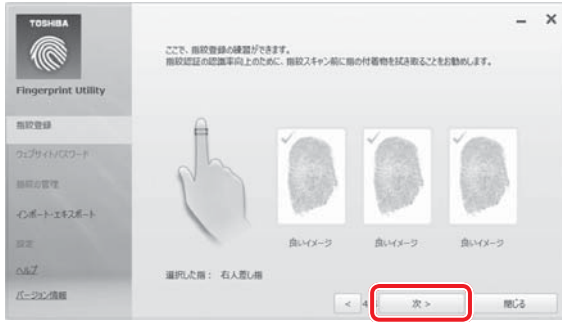 TOSHIBA
Fingerprint Utility
指紋登録
ウェブサイトパスワード
指紋の管理
インポート・エキスポート
設定
ヘルプ
バージョン情報
ここで、指紋登録の練習ができます。
指紋認証の認識率向上のために、指紋スキャン前に指の付着物を拭き取ることをお勧めします。
良いイメージ
良いイメージ
良いイメージ
選択した指： 右人差し指
< 4
次 >
閉じる